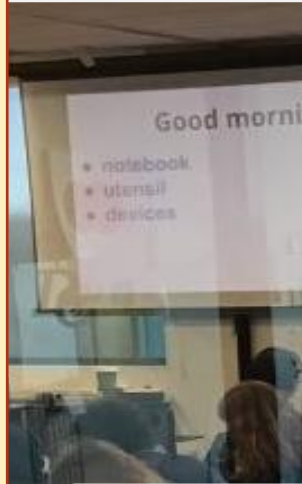 Good morni
• notebook
• utensil
• devices